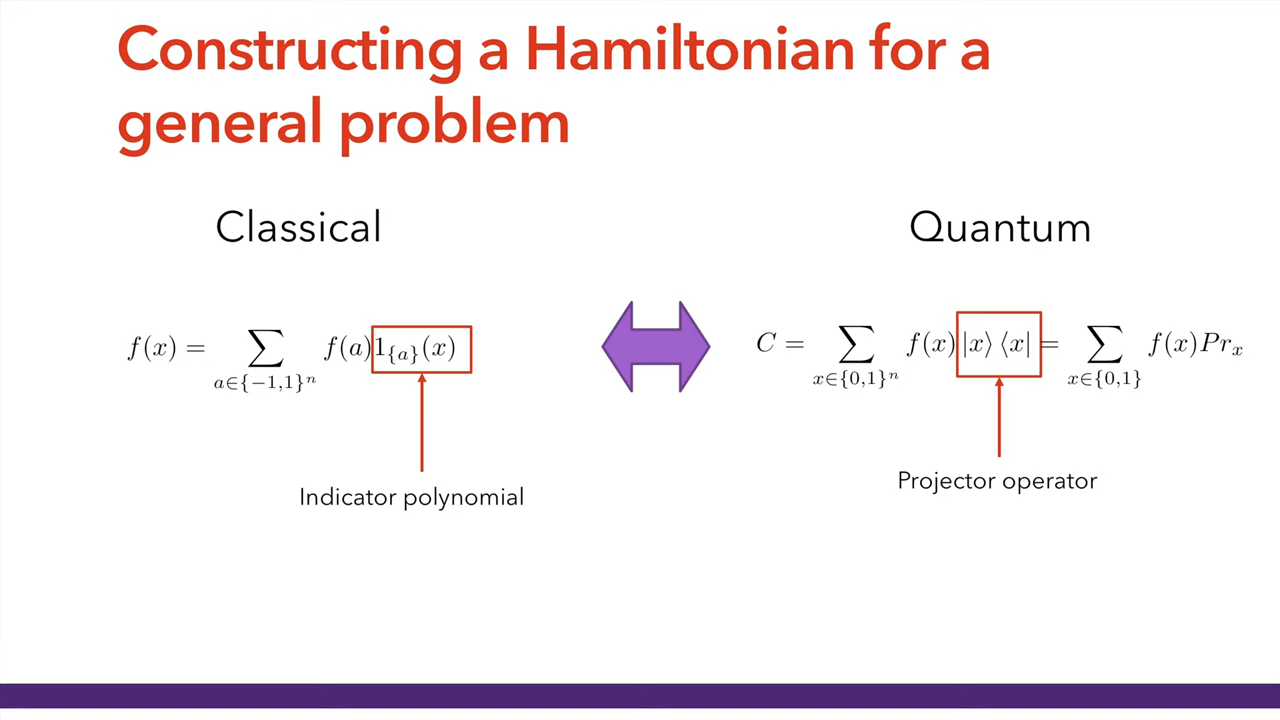 Constructing a Hamiltonian for a
general problem
Classical
Quantum
f(x) = ∑_{a∈{−1,1}^n} f(a)1_{{a}}(x)
C = ∑_{x∈{0,1}^n} f(x)|x⟩⟨x| = ∑_{x∈{0,1}} f(x)Pr_x
Indicator polynomial
Projector operator